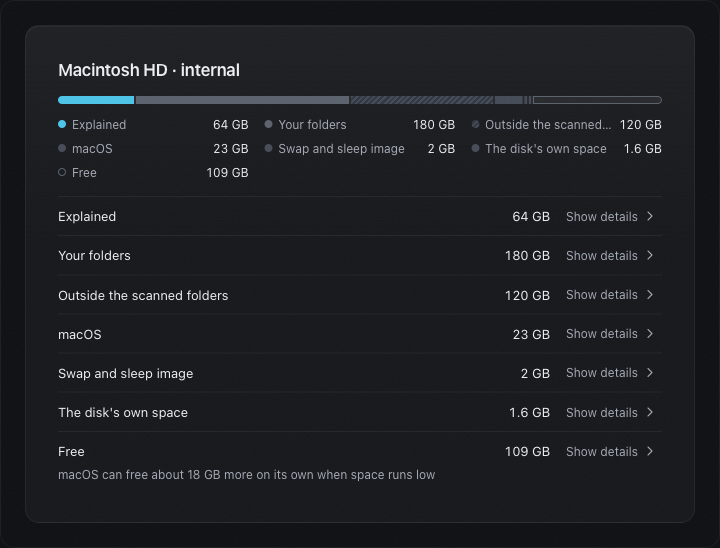 Macintosh HD · internal
Explained 64 GB Your folders 180 GB Outside the scanned... 120 GB
macOS 23 GB Swap and sleep image 2 GB The disk's own space 1.6 GB
Free 109 GB
Explained 64 GB Show details
Your folders 180 GB Show details
Outside the scanned folders 120 GB Show details
macOS 23 GB Show details
Swap and sleep image 2 GB Show details
The disk's own space 1.6 GB Show details
Free 109 GB Show details
macOS can free about 18 GB more on its own when space runs low